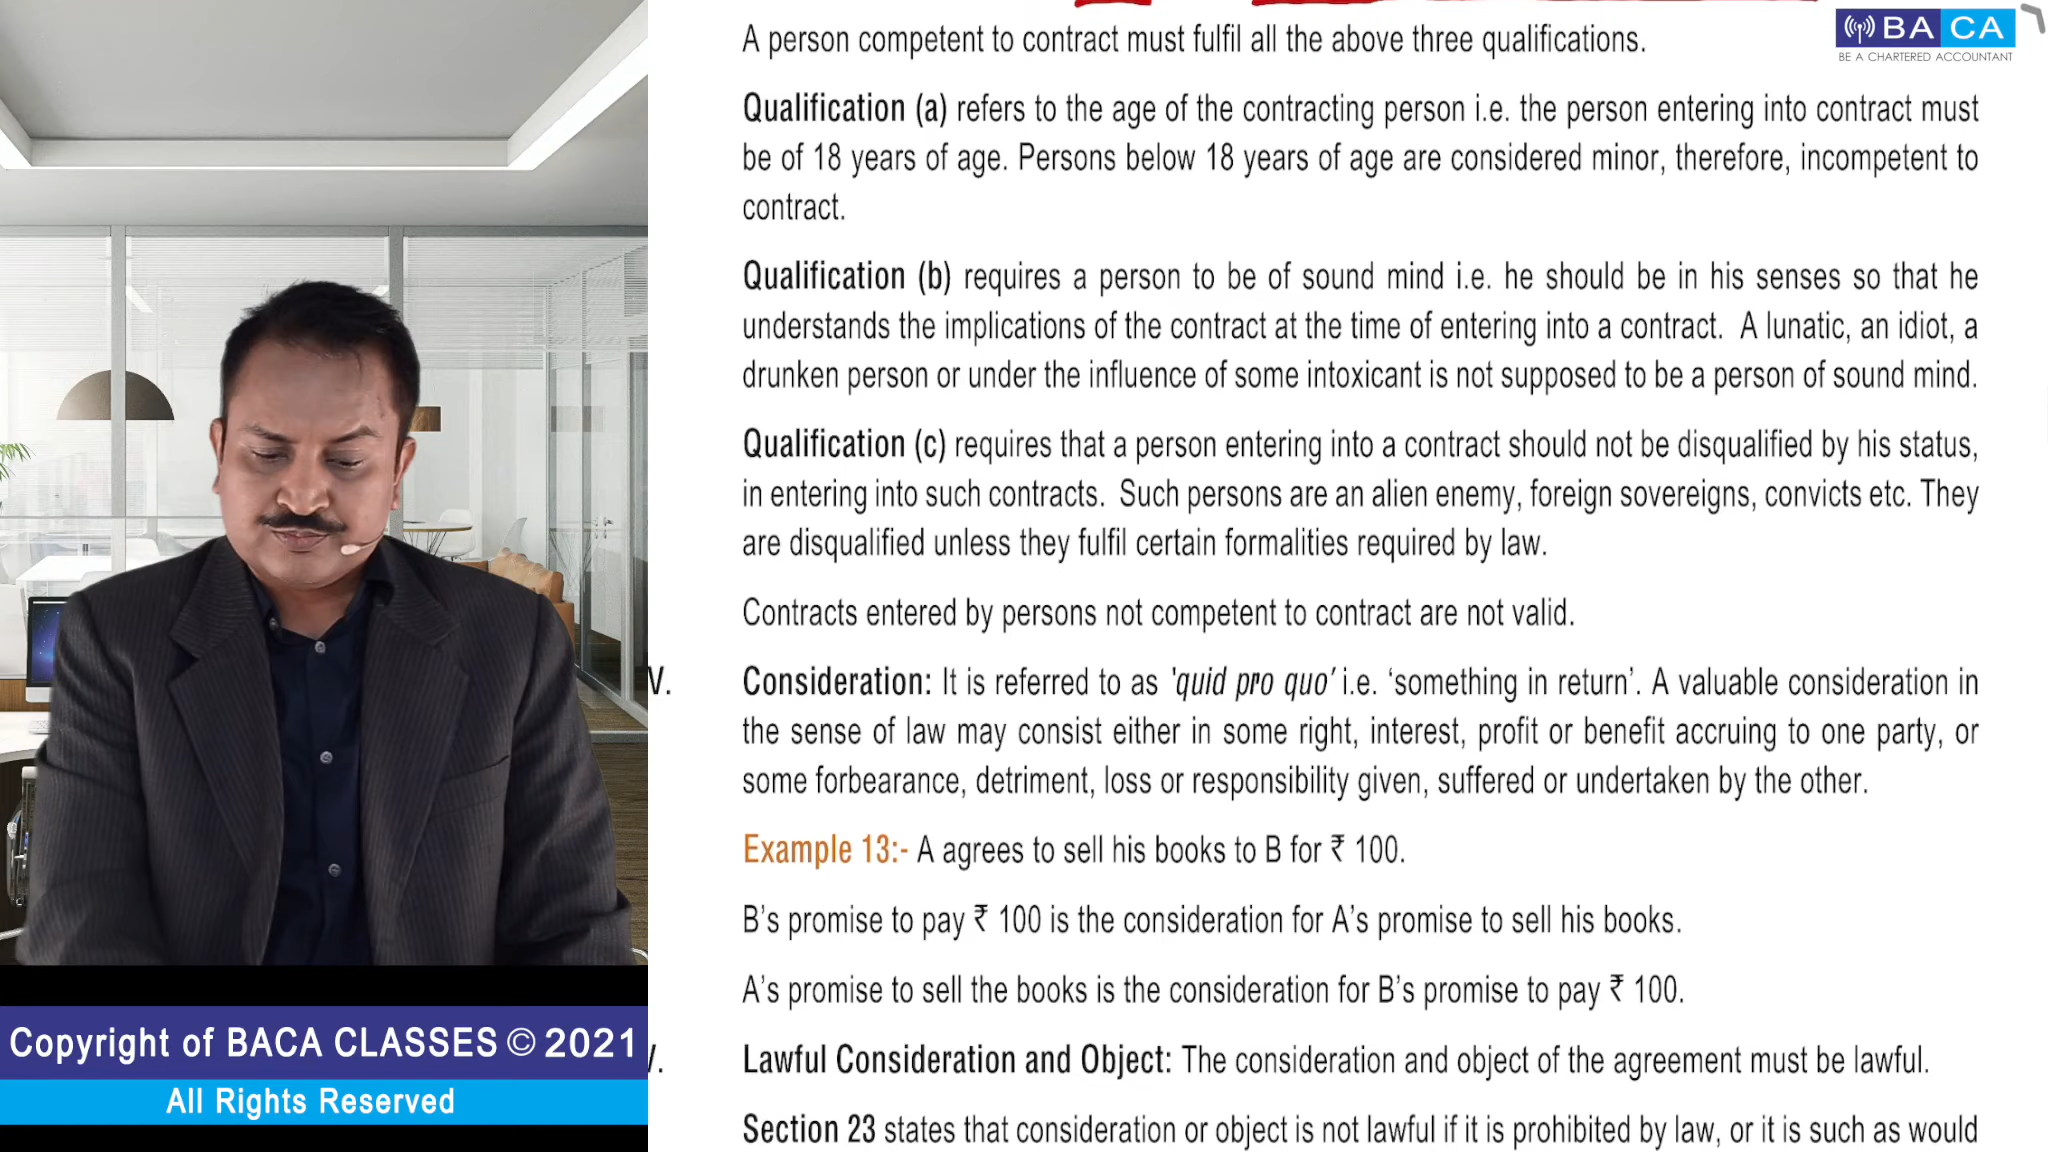 A person competent to contract must fulfil all the above three qualifications.
BA CA
BE A CHARTERED ACCOUNTANT
Qualification (a) refers to the age of the contracting person i.e. the person entering into contract must
be of 18 years of age. Persons below 18 years of age are considered minor, therefore, incompetent to
contract.
Qualification (b) requires a person to be of sound mind i.e. he should be in his senses so that he
understands the implications of the contract at the time of entering into a contract. A lunatic, an idiot, a
drunken person or under the influence of some intoxicant is not supposed to be a person of sound mind.
Qualification (c) requires that a person entering into a contract should not be disqualified by his status,
in entering into such contracts. Such persons are an alien enemy, foreign sovereigns, convicts etc. They
are disqualified unless they fulfil certain formalities required by law.
Contracts entered by persons not competent to contract are not valid.
V. Consideration: It is referred to as 'quid pro quo' i.e. ‘something in return’. A valuable consideration in
the sense of law may consist either in some right, interest, profit or benefit accruing to one party, or
some forbearance, detriment, loss or responsibility given, suffered or undertaken by the other.
Example 13:- A agrees to sell his books to B for ₹ 100.
B’s promise to pay ₹ 100 is the consideration for A’s promise to sell his books.
A’s promise to sell the books is the consideration for B’s promise to pay ₹ 100.
Lawful Consideration and Object: The consideration and object of the agreement must be lawful.
Section 23 states that consideration or object is not lawful if it is prohibited by law, or it is such as would
Copyright of BACA CLASSES © 2021
All Rights Reserved